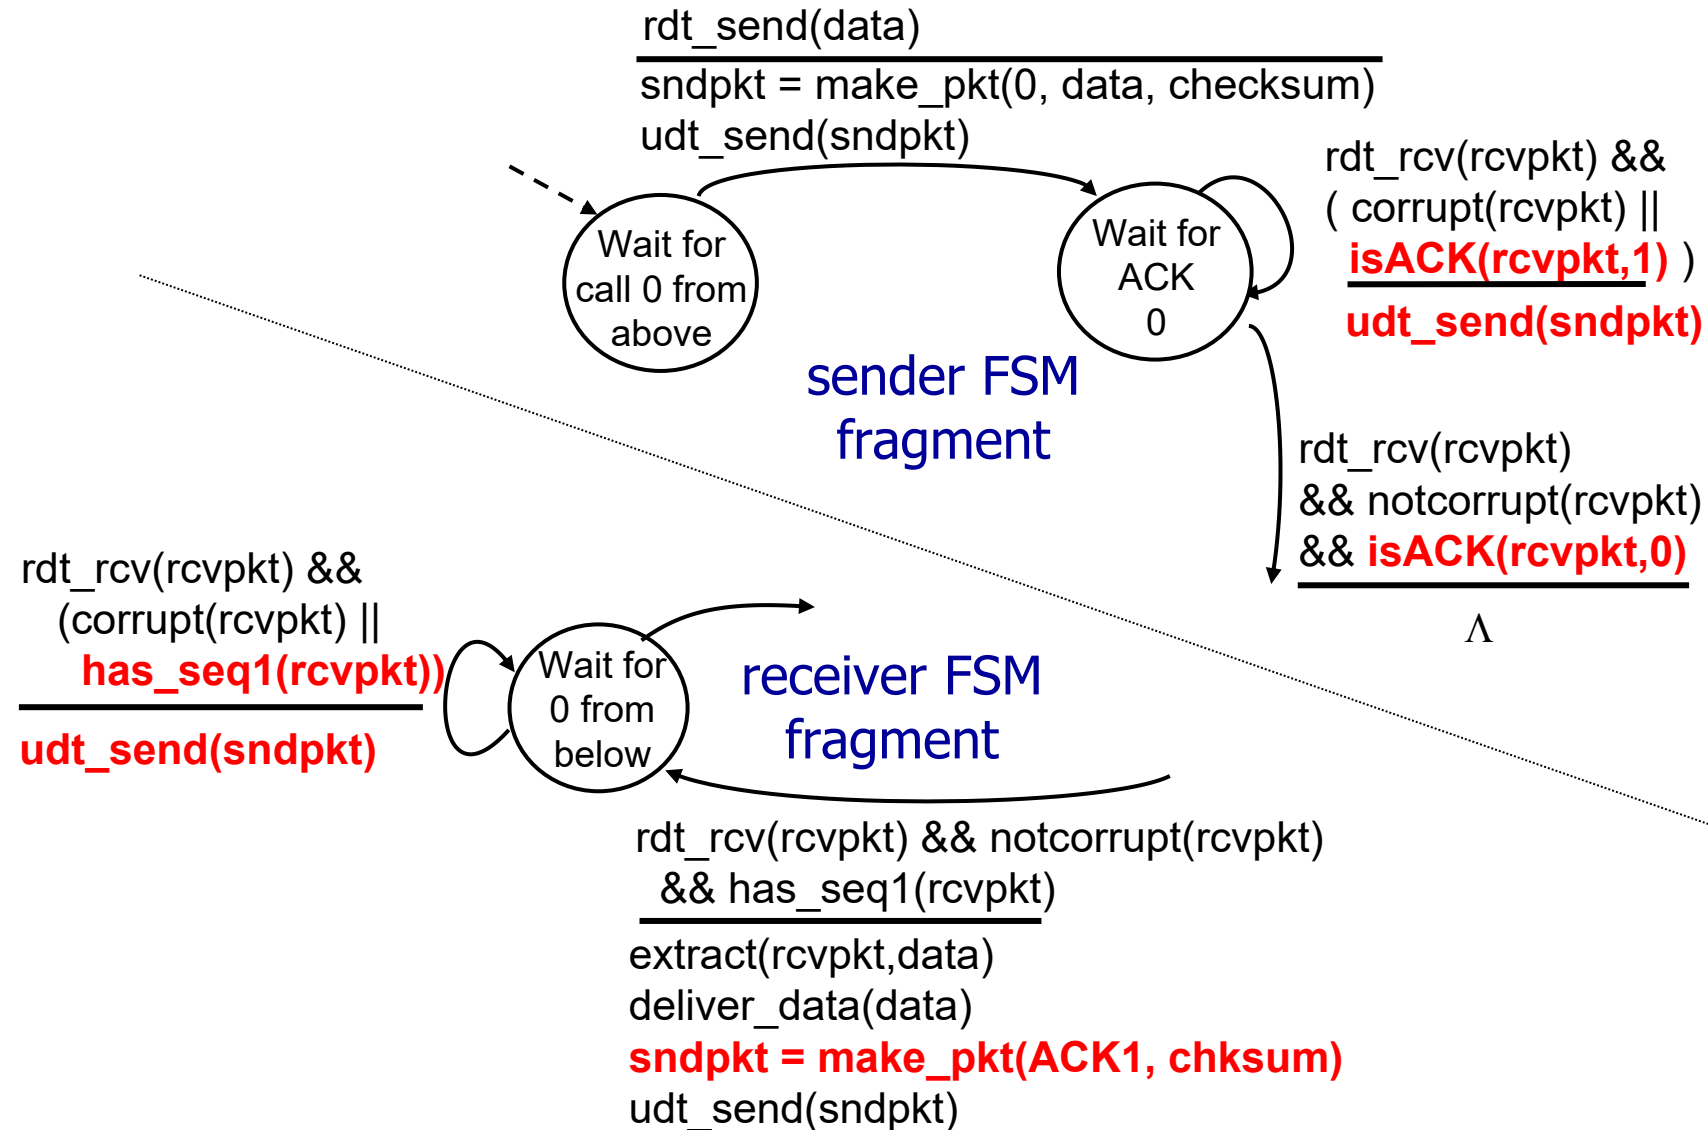 rdt_send(data)
sndpkt = make_pkt(0, data, checksum)
udt_send(sndpkt)
Wait for
call 0 from
above
Wait for
ACK
0
rdt_rcv(rcvpkt) &&
( corrupt(rcvpkt) ||
isACK(rcvpkt,1) )
udt_send(sndpkt)
sender FSM
fragment
rdt_rcv(rcvpkt)
&& notcorrupt(rcvpkt)
&& isACK(rcvpkt,0)
Λ
rdt_rcv(rcvpkt) &&
(corrupt(rcvpkt) ||
has_seq1(rcvpkt))
udt_send(sndpkt)
Wait for
0 from
below
receiver FSM
fragment
rdt_rcv(rcvpkt) && notcorrupt(rcvpkt)
&& has_seq1(rcvpkt)
extract(rcvpkt,data)
deliver_data(data)
sndpkt = make_pkt(ACK1, chksum)
udt_send(sndpkt)